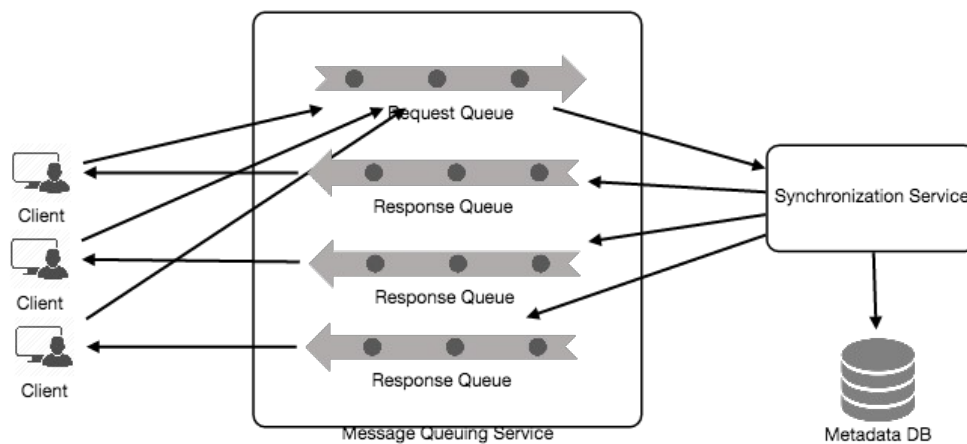 Request Queue
Client
Response Queue
Synchronization Service
Client
Response Queue
Client
Response Queue
Message Queuing Service
Metadata DB